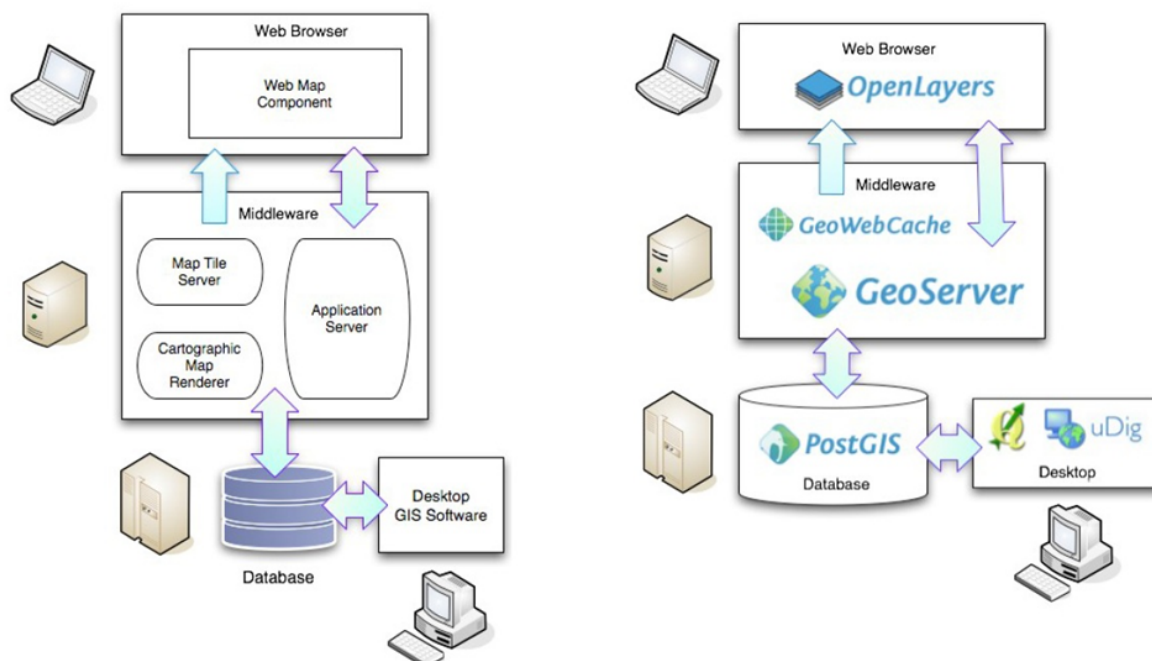 Web Browser
Web Map
Component
Middleware
Map Tile
Server
Application
Server
Cartographic
Map
Renderer
Database
Desktop
GIS Software
Web Browser
OpenLayers
Middleware
GeoWebCache
GeoServer
PostGIS
Database
uDig
Desktop